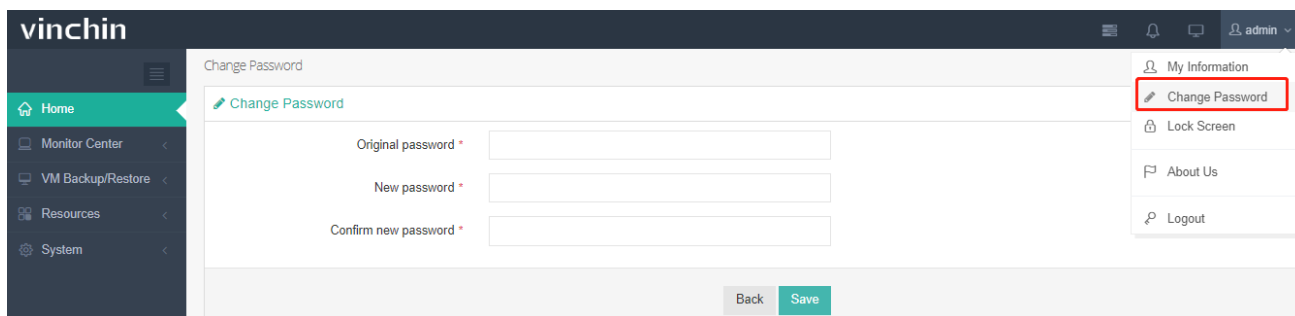 vinchin
admin
Change Password
My Information
Change Password
Lock Screen
About Us
Logout
Home
Monitor Center
VM Backup/Restore
Resources
System
Change Password
Original password *
New password *
Confirm new password *
Back Save